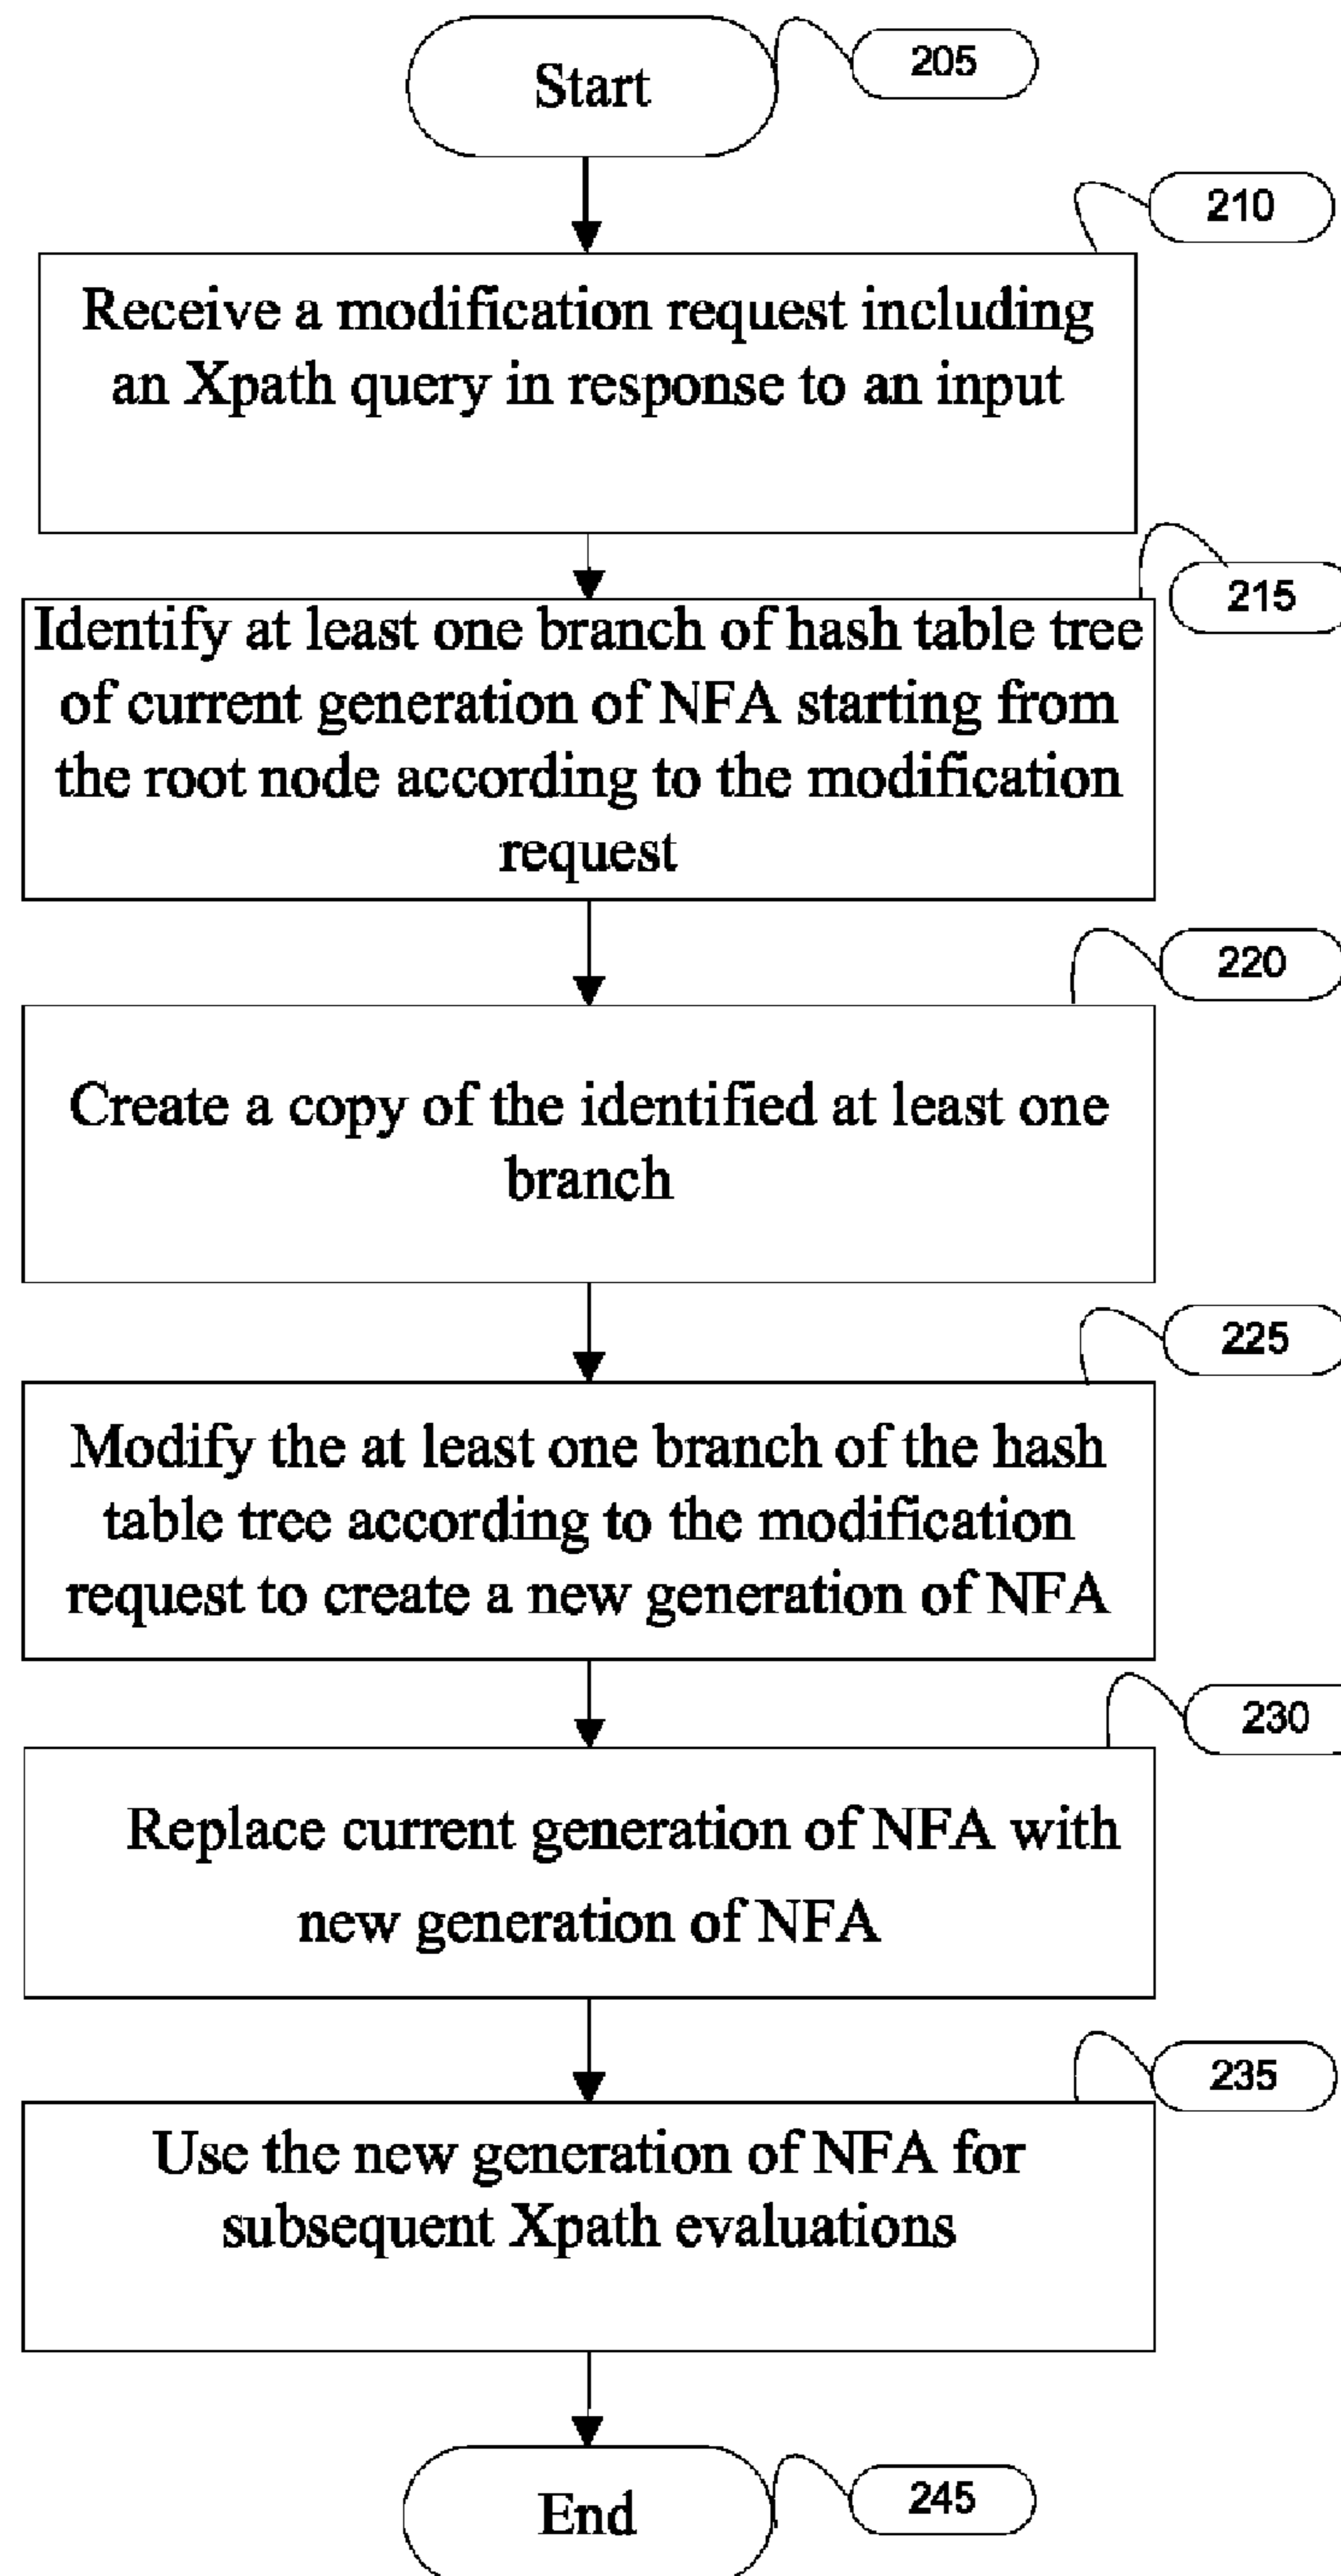 Start
205
210
Receive a modification request including
an Xpath query in response to an input
215
Identify at least one branch of hash table tree
of current generation of NFA starting from
the root node according to the modification
request
220
Create a copy of the identified at least one
branch
225
Modify the at least one branch of the hash
table tree according to the modification
request to create a new generation of NFA
230
Replace current generation of NFA with
new generation of NFA
235
Use the new generation of NFA for
subsequent Xpath evaluations
End
245